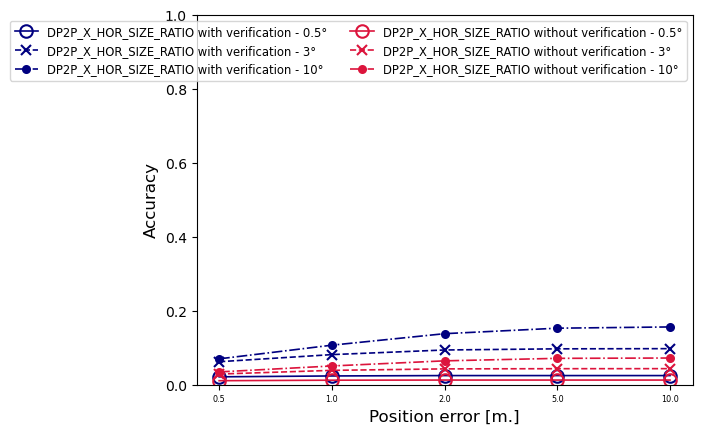 1.0
DP2P_X_HOR_SIZE_RATIO with verification - 0.5° DP2P_X_HOR_SIZE_RATIO without verification - 0.5°
DP2P_X_HOR_SIZE_RATIO with verification - 3° DP2P_X_HOR_SIZE_RATIO without verification - 3°
DP2P_X_HOR_SIZE_RATIO with verification - 10° DP2P_X_HOR_SIZE_RATIO without verification - 10°
0.8
0.6
Accuracy
0.4
0.2
0.0
0.5 1.0 2.0 5.0 10.0
Position error [m.]